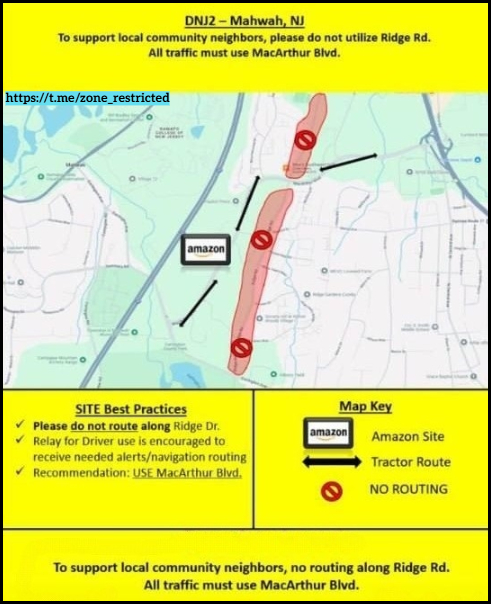 DNJ2 – Mahwah, NJ
To support local community neighbors, please do not utilize Ridge Rd.
All traffic must use MacArthur Blvd.
https://t.me/zone_restricted
amazon
SITE Best Practices
✓ Please do not route along Ridge Dr.
✓ Relay for Driver use is encouraged to
receive needed alerts/navigation routing
✓ Recommendation: USE MacArthur Blvd.
Map Key
amazon
Amazon Site
Tractor Route
NO ROUTING
To support local community neighbors, no routing along Ridge Rd.
All traffic must use MacArthur Blvd.